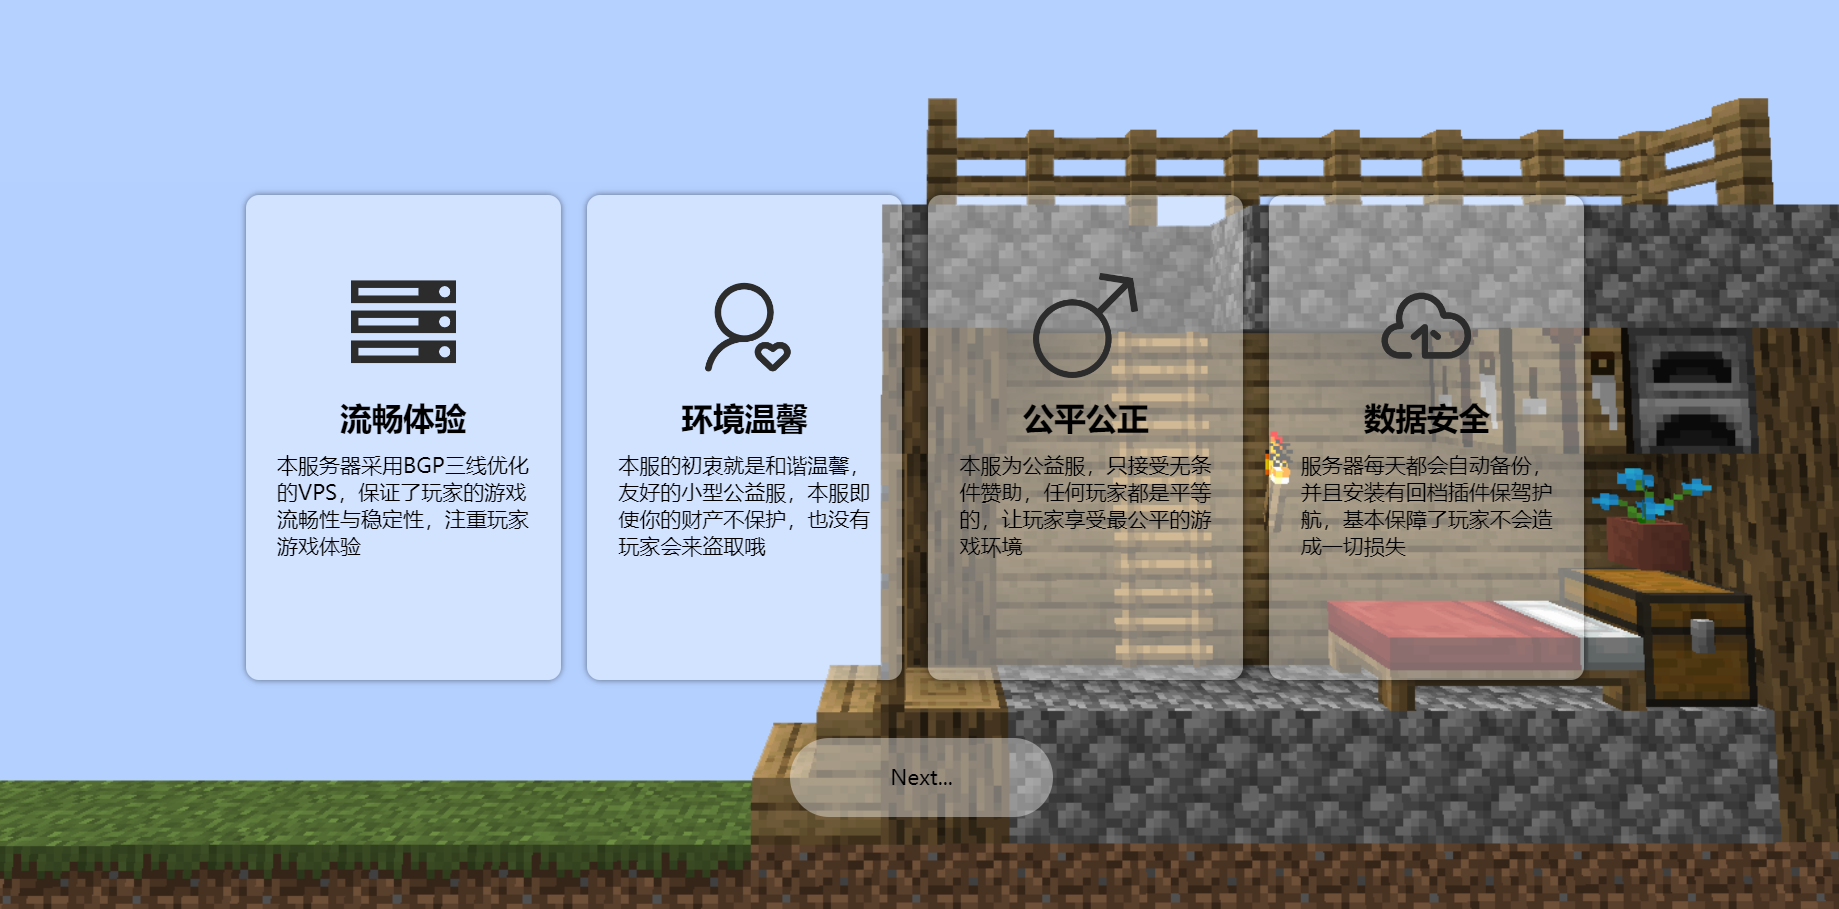 流畅体验
本服务器采用BGP三线优化
的VPS，保证了玩家的游戏
流畅性与稳定性，注重玩家
游戏体验
环境温馨
本服的初衷就是和谐温馨，
友好的小型公益服，本服即
使你的财产不保护，也没有
玩家会来盗取哦
公平公正
本服为公益服，只接受无条
件赞助，任何玩家都是平等
的，让玩家享受最公平的游
戏环境
数据安全
服务器每天都会自动备份，
并且安装有回档插件保驾护
航，基本保障了玩家不会造
成一切损失
Next...